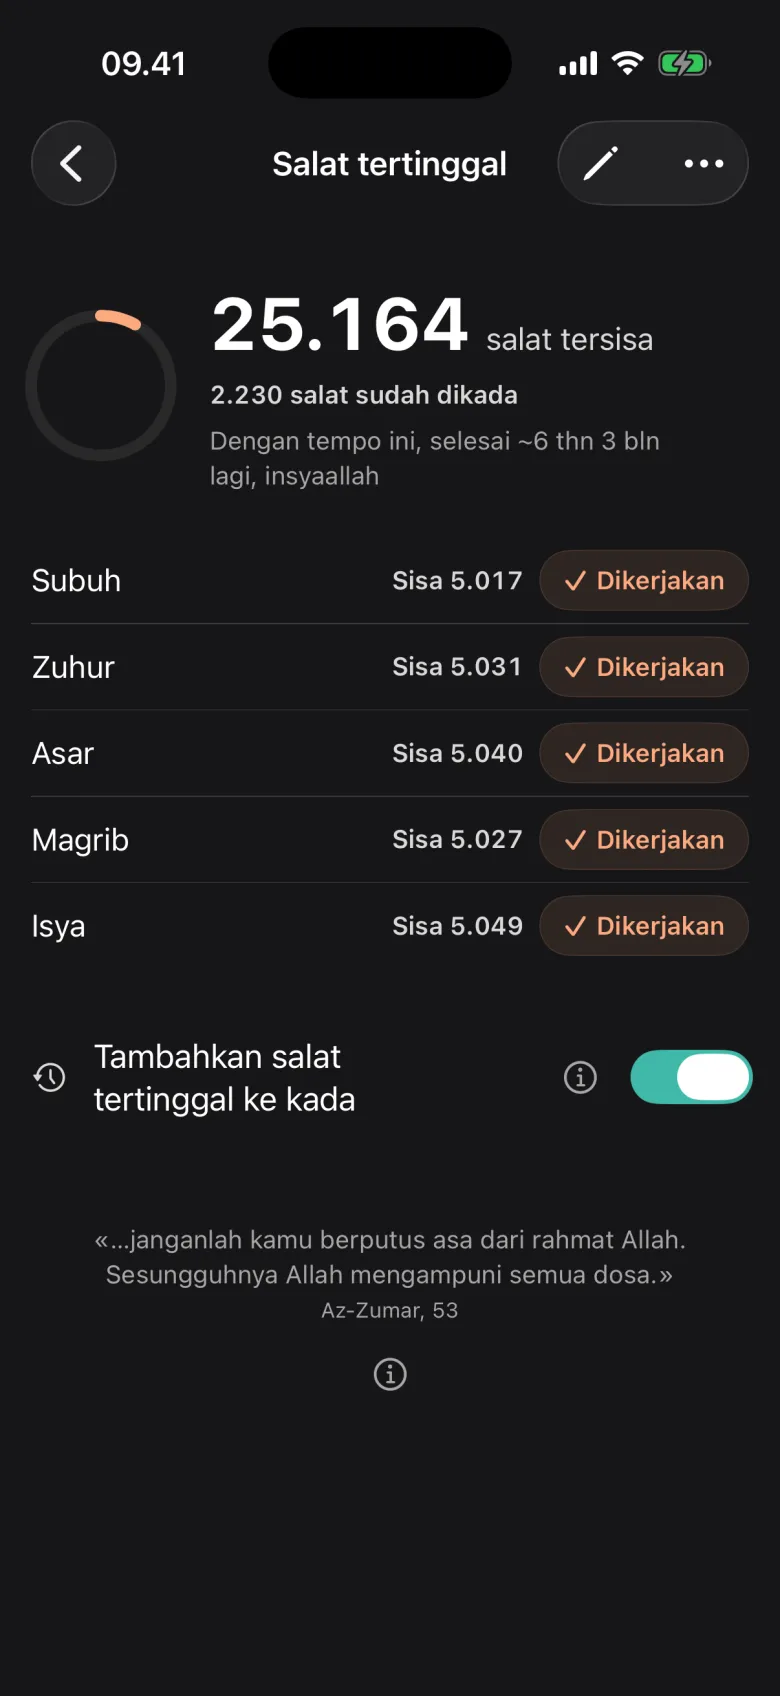 09.41
Salat tertinggal
25.164 salat tersisa
2.230 salat sudah dikada
Dengan tempo ini, selesai ~6 thn 3 bln
lagi, insyaallah
Subuh Sisa 5.017 Dikerjakan
Zuhur Sisa 5.031 Dikerjakan
Asar Sisa 5.040 Dikerjakan
Magrib Sisa 5.027 Dikerjakan
Isya Sisa 5.049 Dikerjakan
Tambahkan salat
tertinggal ke kada
«...janganlah kamu berputus asa dari rahmat Allah.
Sesungguhnya Allah mengampuni semua dosa.»
Az-Zumar, 53